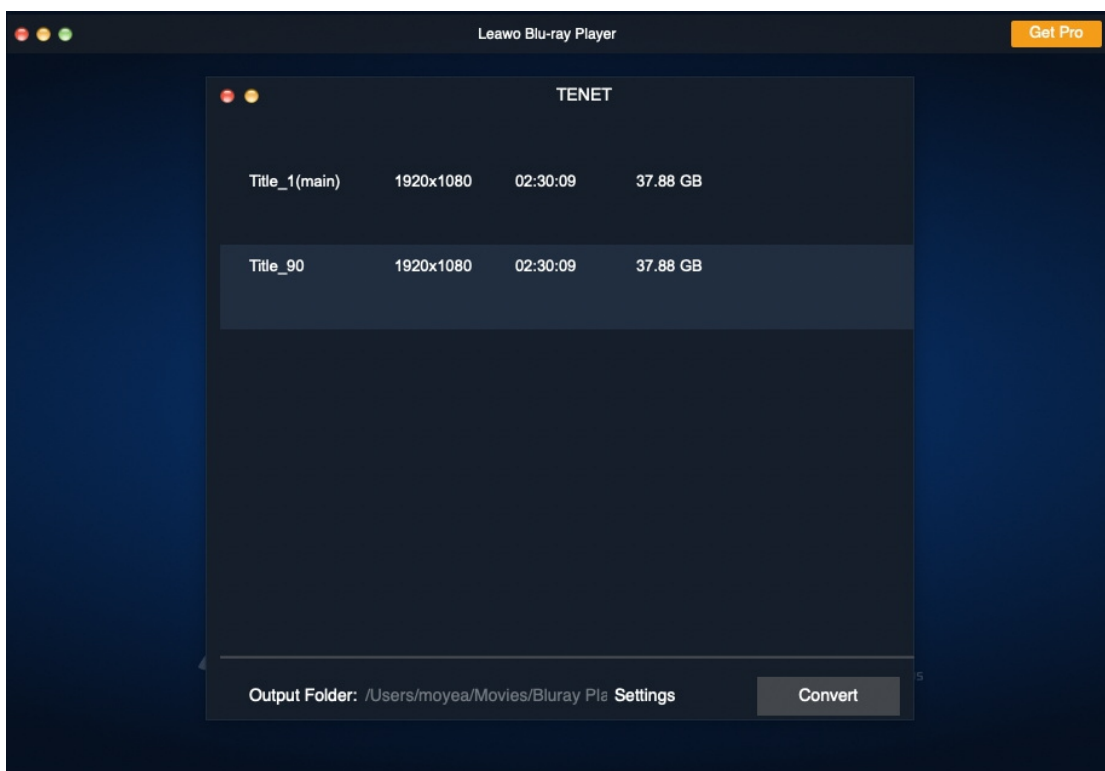 Leawo Blu-ray Player
Get Pro
TENET
Title_1(main) 1920x1080 02:30:09 37.88 GB
Title_90 1920x1080 02:30:09 37.88 GB
Output Folder: /Users/moyea/Movies/Bluray Pla Settings Convert